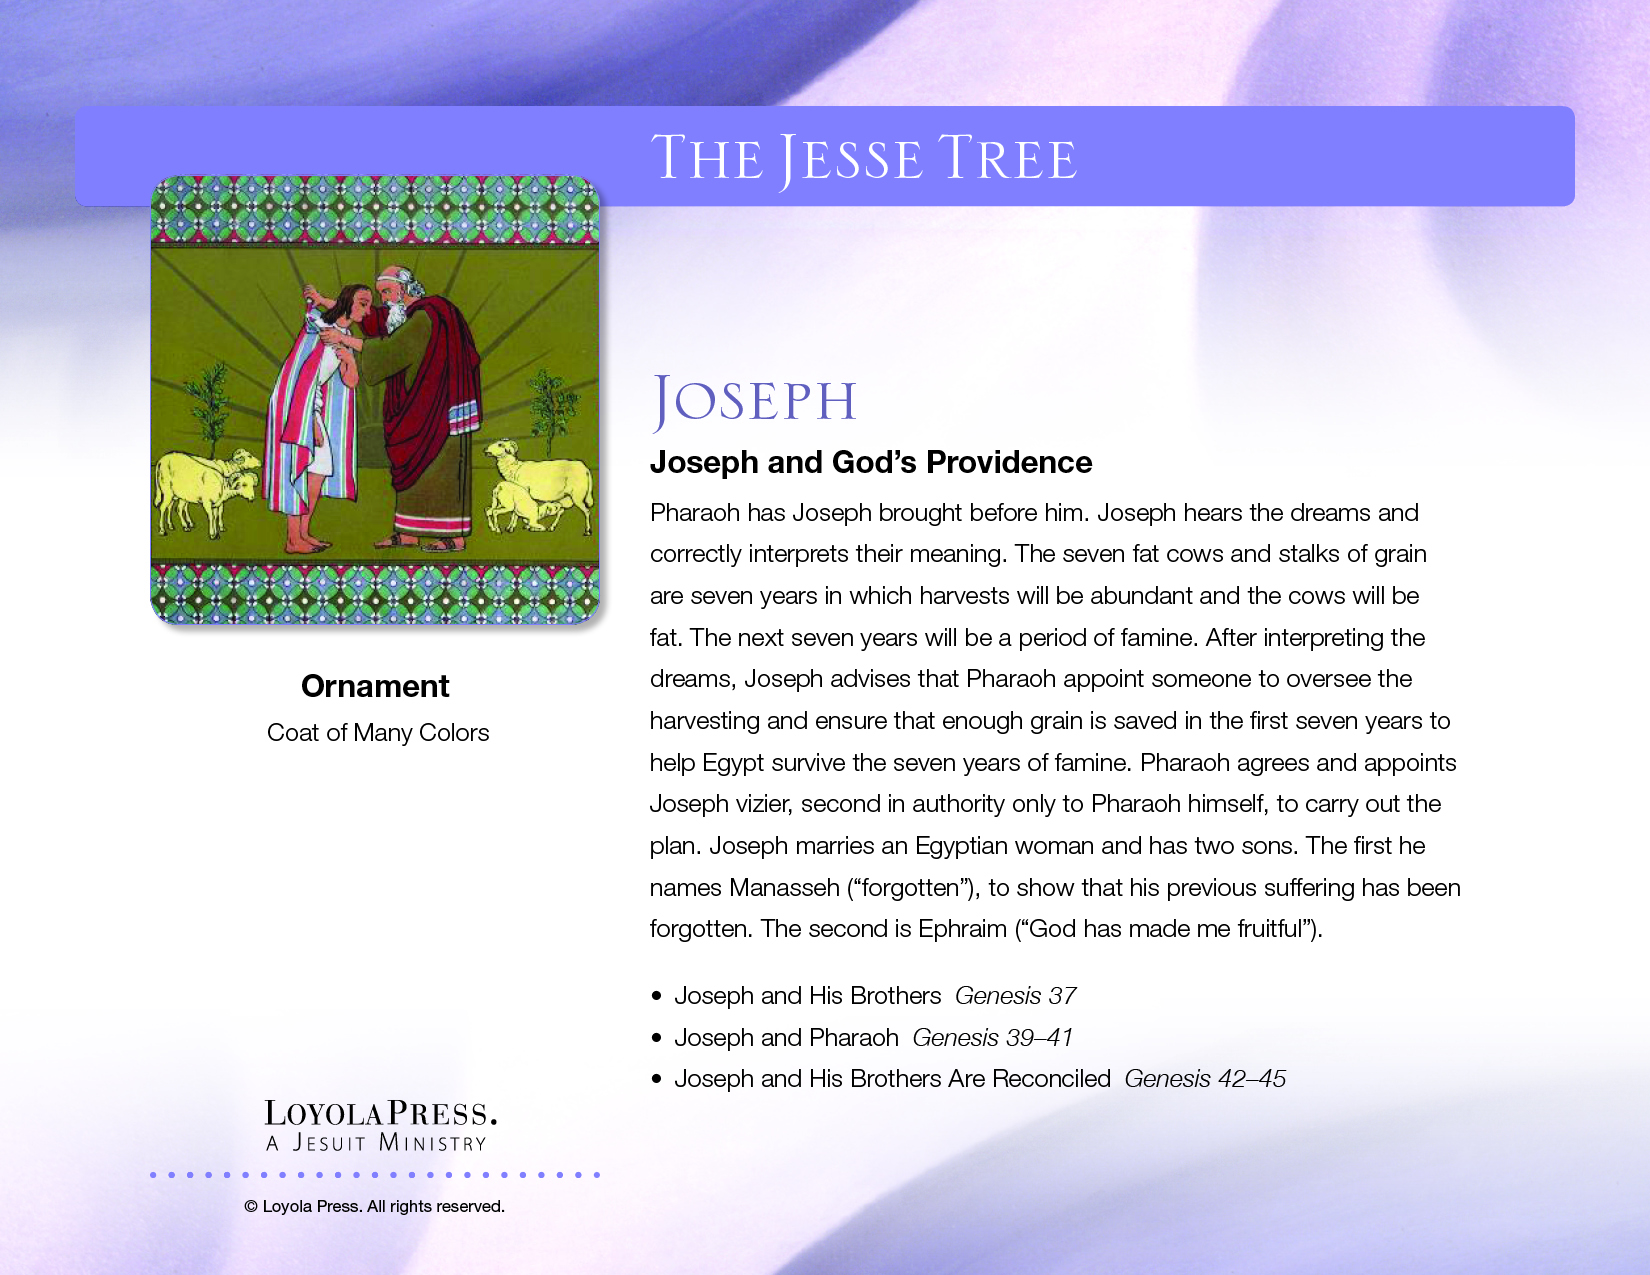 The Jesse Tree
Joseph
Joseph and God’s Providence
Pharaoh has Joseph brought before him. Joseph hears the dreams and
correctly interprets their meaning. The seven fat cows and stalks of grain
are seven years in which harvests will be abundant and the cows will be
fat. The next seven years will be a period of famine. After interpreting the
dreams, Joseph advises that Pharaoh appoint someone to oversee the
harvesting and ensure that enough grain is saved in the first seven years to
help Egypt survive the seven years of famine. Pharaoh agrees and appoints
Joseph vizier, second in authority only to Pharaoh himself, to carry out the
plan. Joseph marries an Egyptian woman and has two sons. The first he
names Manasseh (“forgotten”), to show that his previous suffering has been
forgotten. The second is Ephraim (“God has made me fruitful”).
• Joseph and His Brothers Genesis 37
• Joseph and Pharaoh Genesis 39–41
• Joseph and His Brothers Are Reconciled Genesis 42–45
Ornament
Coat of Many Colors
LoyolaPress.
A Jesuit Ministry
© Loyola Press. All rights reserved.